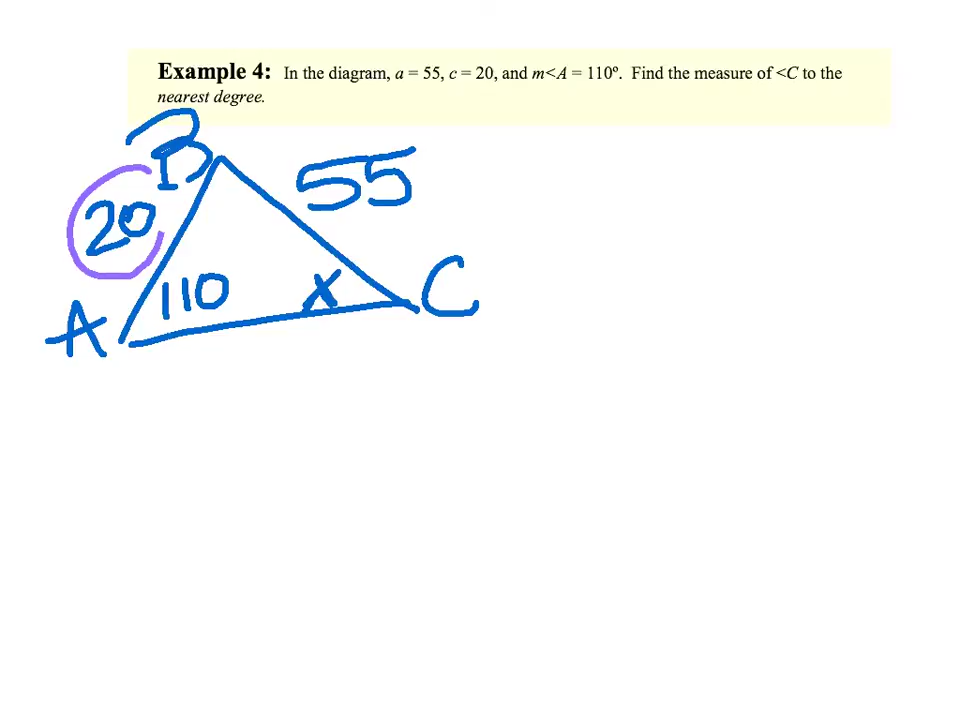 Example 4: In the diagram, a = 55, c = 20, and m<A = 110º. Find the measure of <C to the
nearest degree.
B
55
20
110
x
C
A